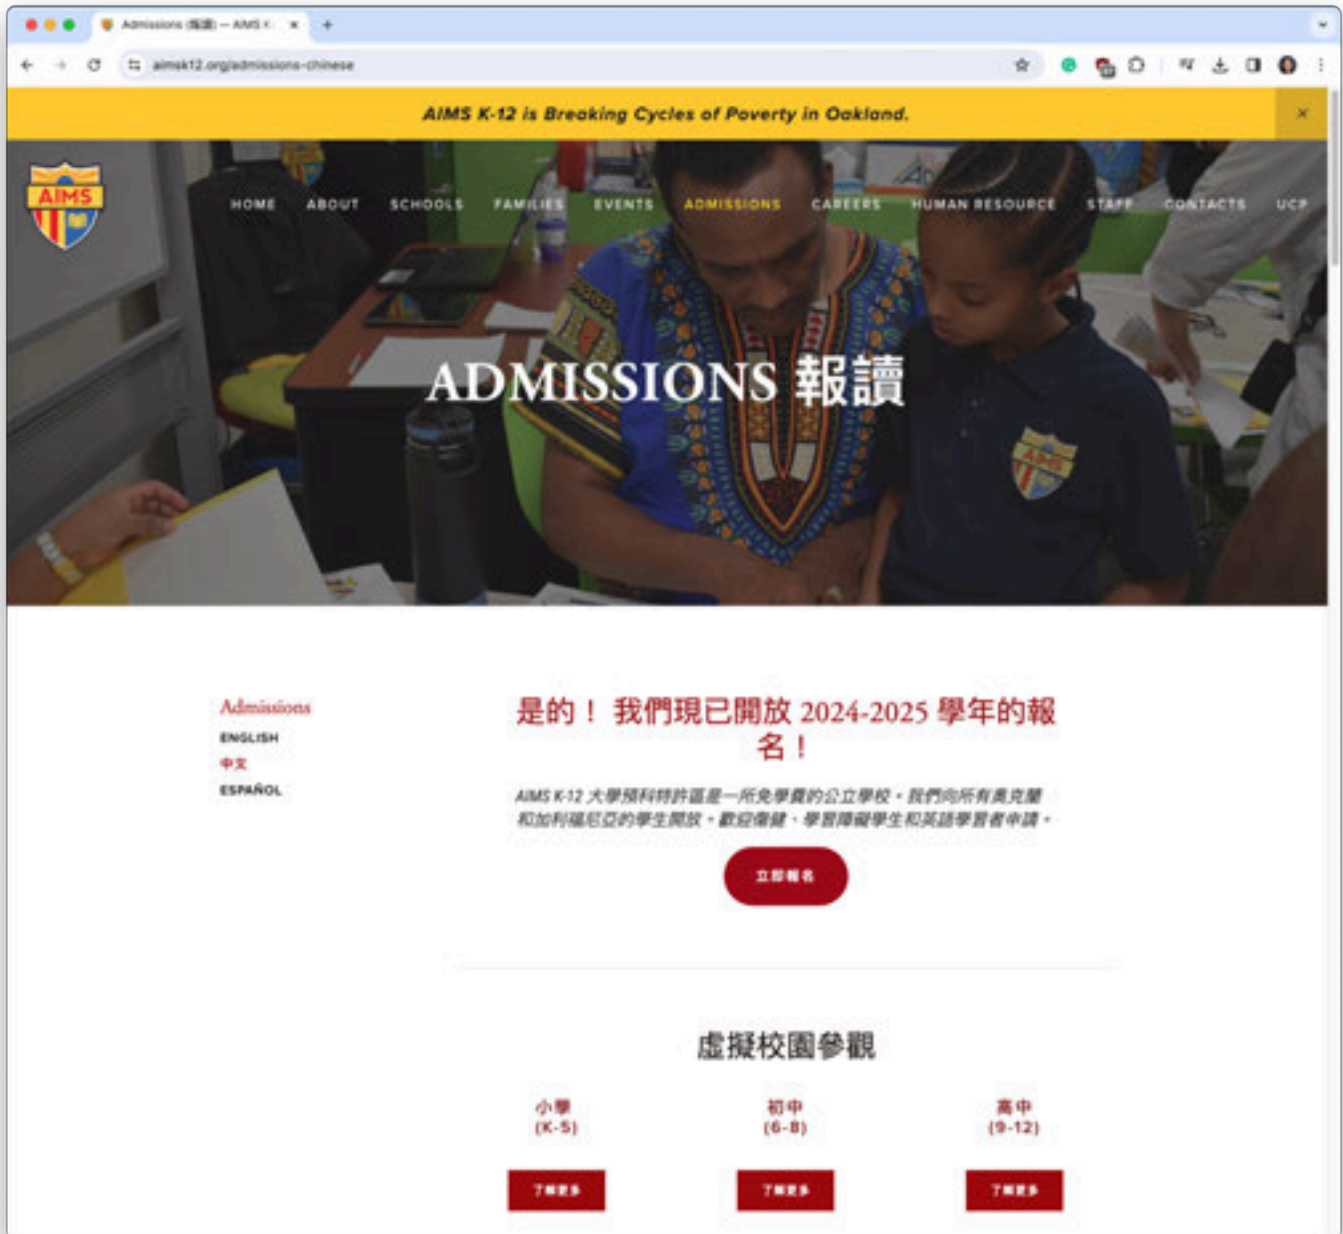 Admissions (報讀) — AIMS K-
aimsk12.org/admissions-chinese
AIMS K-12 is Breaking Cycles of Poverty in Oakland.
AIMS
HOME ABOUT SCHOOLS FAMILIES EVENTS ADMISSIONS CAREERS HUMAN RESOURCE STAFF CONTACTS UCP
ADMISSIONS 報讀
AIMS
Admissions
ENGLISH
中文
ESPAÑOL
是的！ 我們現已開放 2024-2025 學年的報
名！
AIMS K-12 大學預科特許區是一所免學費的公立學校。我們向所有奧克蘭
和加利福尼亞的學生開放。歡迎復健、學習障礙學生和英語學習者申請。
立即報名
虛擬校園參觀
小學
(K-5)
初中
(6-8)
高中
(9-12)
了解更多
了解更多
了解更多